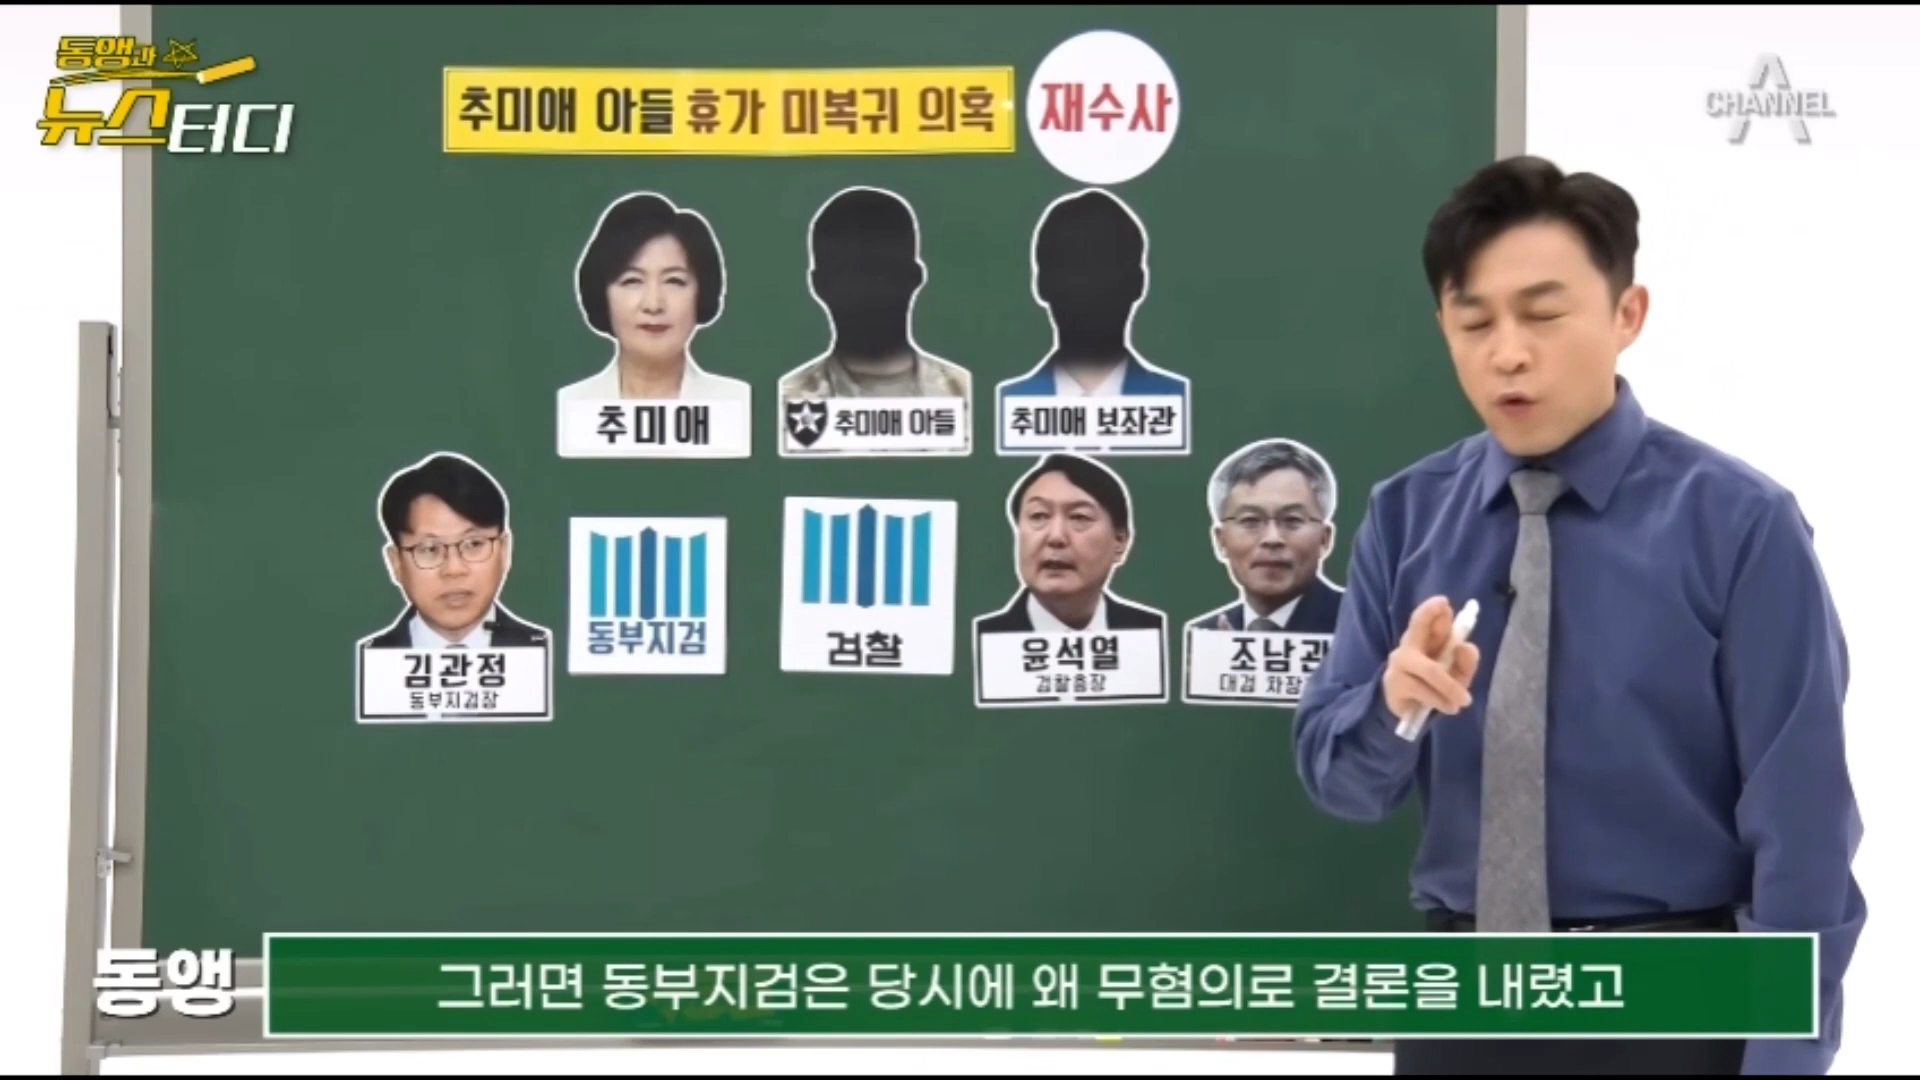 동앵과
뉴스터디
추미애 아들 휴가 미복귀 의혹
재수사
CHANNEL A
추미애
추미애 아들
추미애 보좌관
김관정
동부지검장
동부지검
검찰
윤석열
검찰총장
조남관
대검 차장
동앵
그러면 동부지검은 당시에 왜 무혐의로 결론을 내렸고